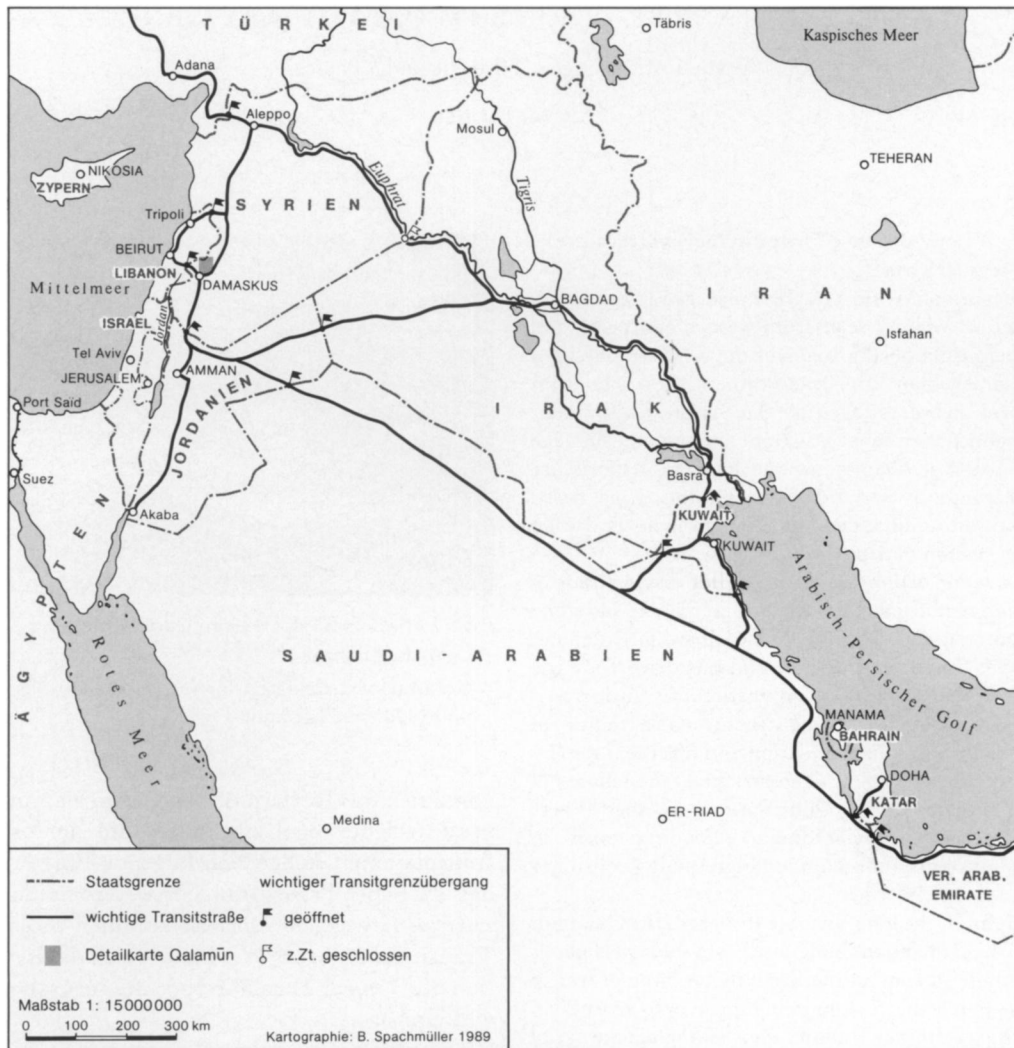 TÜRKEI
Täbris
Kaspisches Meer
Adana
Aleppo
Mosul
TEHERAN
NIKOSIA
ZYPERN
Euphrat
Tigris
SYRIEN
Tripoli
BEIRUT
LIBANON
DAMASKUS
Mittelmeer
BAGDAD
IRAN
ISRAEL
Jordan
Isfahan
Tel Aviv
AMMAN
JERUSALEM
Port Saïd
IRAK
JORDANIEN
Suez
Basra
Akaba
KUWAIT
KUWAIT
ÄGYPTEN
Arabisch-Persischer Golf
Rotes Meer
SAUDI-ARABIEN
MANAMA
BAHRAIN
DOHA
KATAR
Medina
ER-RIAD
VER. ARAB.
EMIRATE
Staatsgrenze
wichtiger Transitgrenzübergang
wichtige Transitstraße
geöffnet
Detailkarte Qalamūn
z.Zt. geschlossen
Maßstab 1: 15000000
0 100 200 300 km
Kartographie: B. Spachmüller 1989